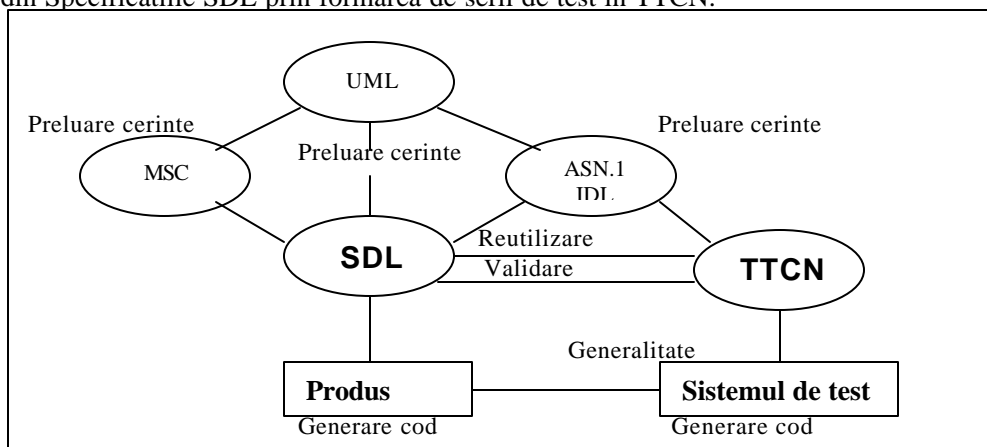 din Specificatiile SDL prin formarea de serii de test in TTCN.
UML
Preluare cerinte
Preluare cerinte
Preluare cerinte
MSC
ASN.1
IDL
SDL
Reutilizare
Validare
TTCN
Generalitate
Produs
Sistemul de test
Generare cod
Generare cod